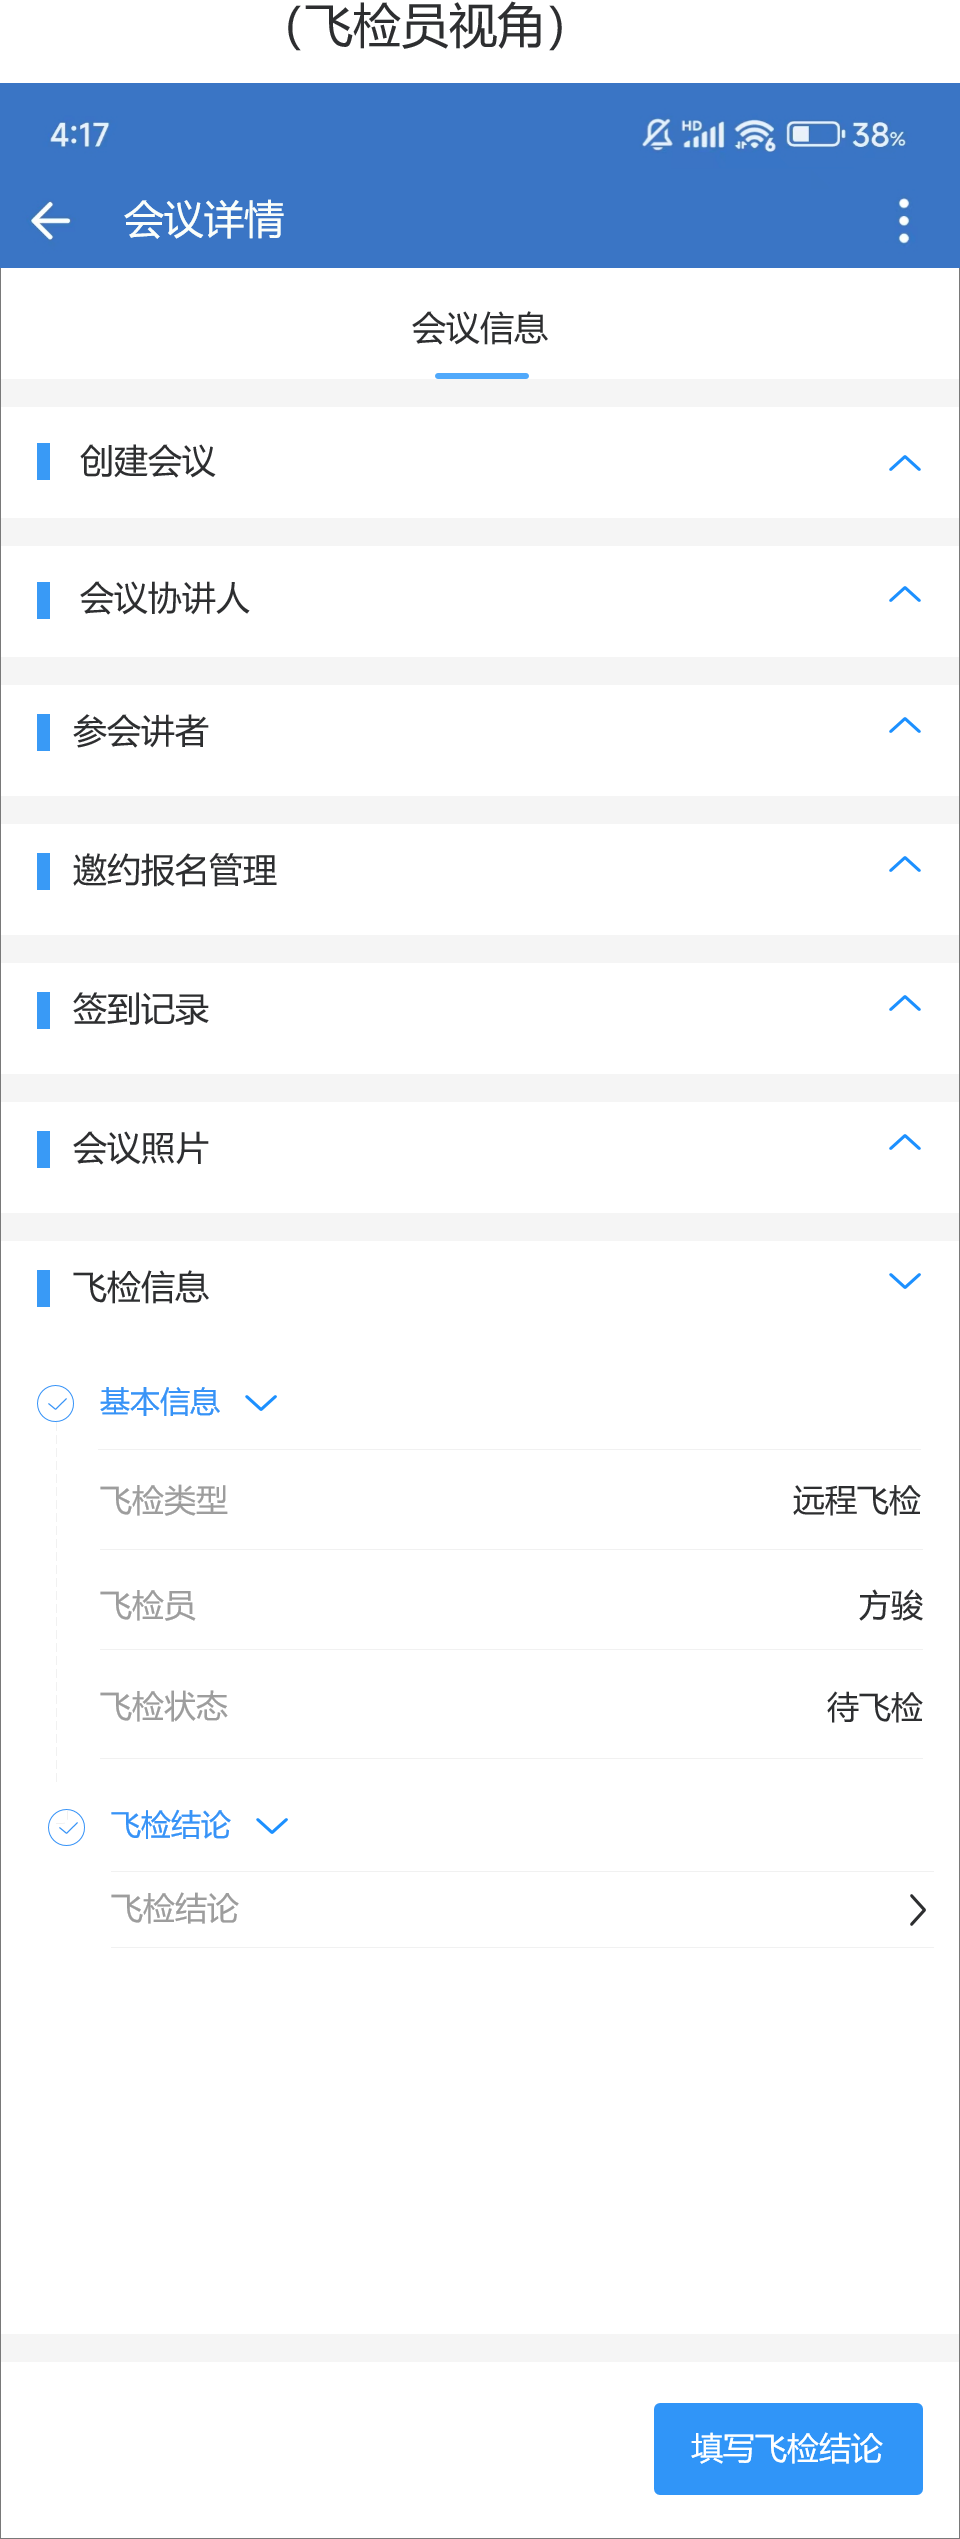 (飞检员视角)
4:17
HD 6 38%
会议详情
会议信息
创建会议
会议协讲人
参会讲者
邀约报名管理
签到记录
会议照片
飞检信息
基本信息
飞检类型 远程飞检
飞检员 方骏
飞检状态 待飞检
飞检结论
飞检结论
填写飞检结论